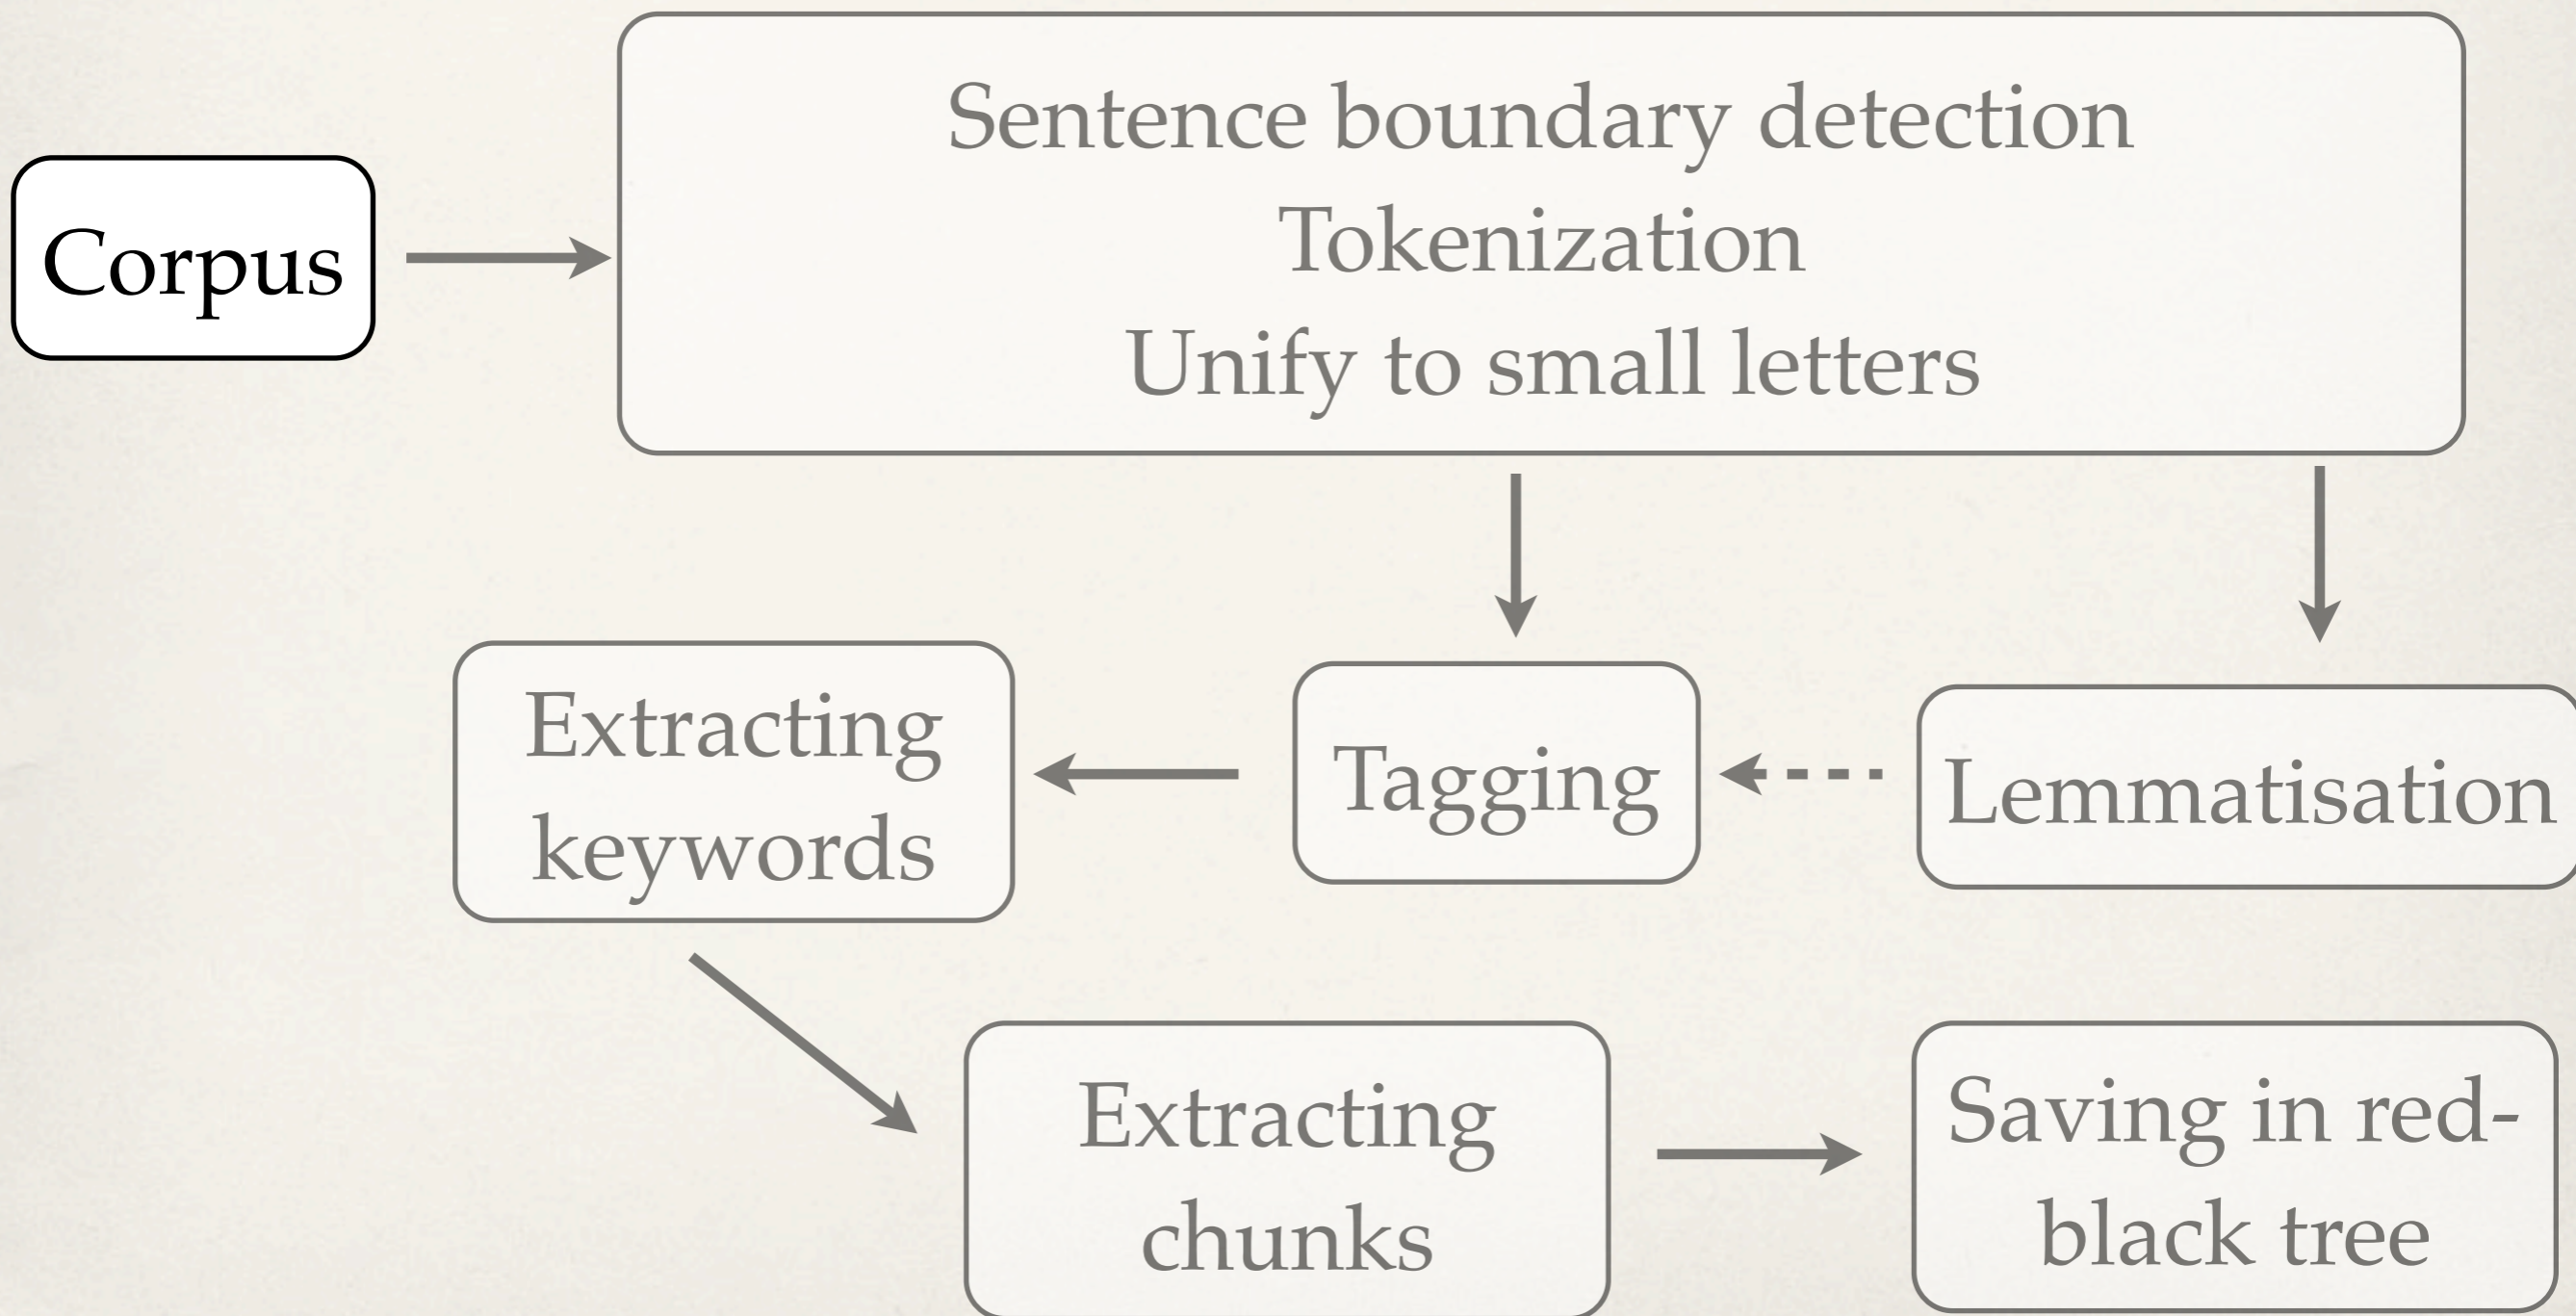 Corpus
Sentence boundary detection
Tokenization
Unify to small letters
Extracting
keywords
Tagging
Lemmatisation
Extracting
chunks
Saving in red-
black tree